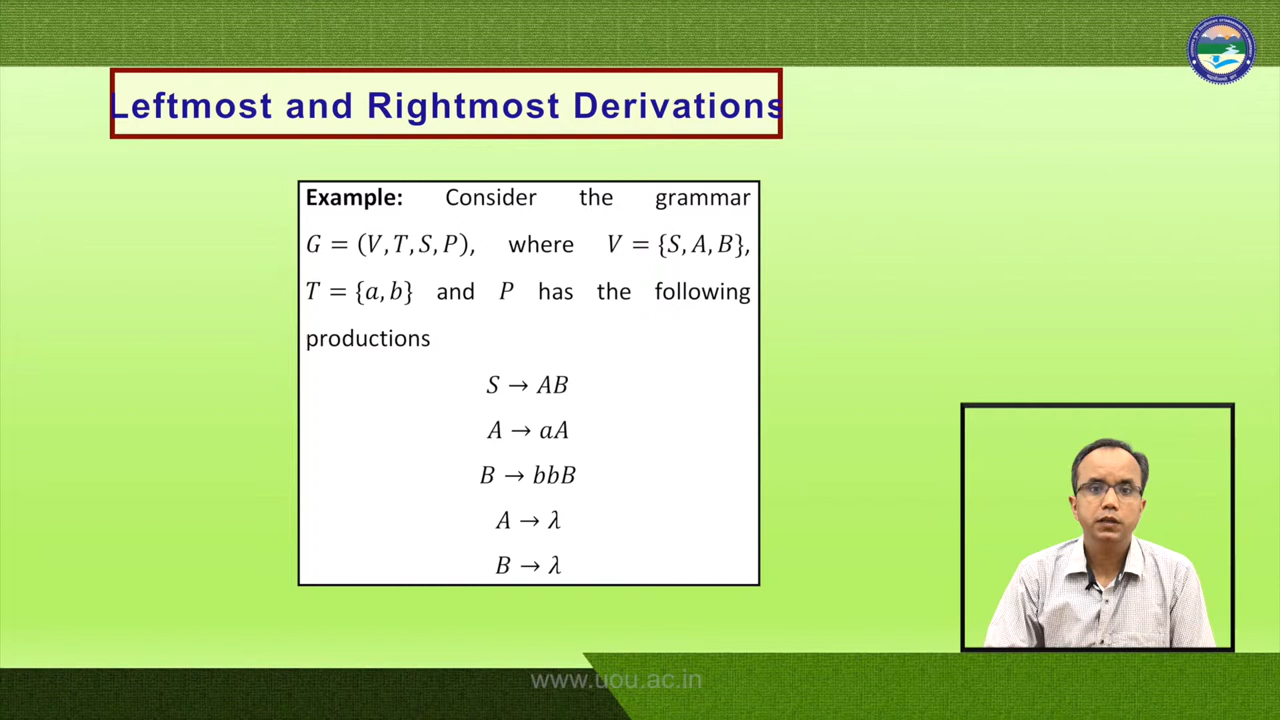 Leftmost and Rightmost Derivations
Example: Consider the grammar
G = (V, T, S, P), where V = {S, A, B},
T = {a, b} and P has the following
productions
S → AB
A → aA
B → bbB
A → λ
B → λ
www.uou.ac.in